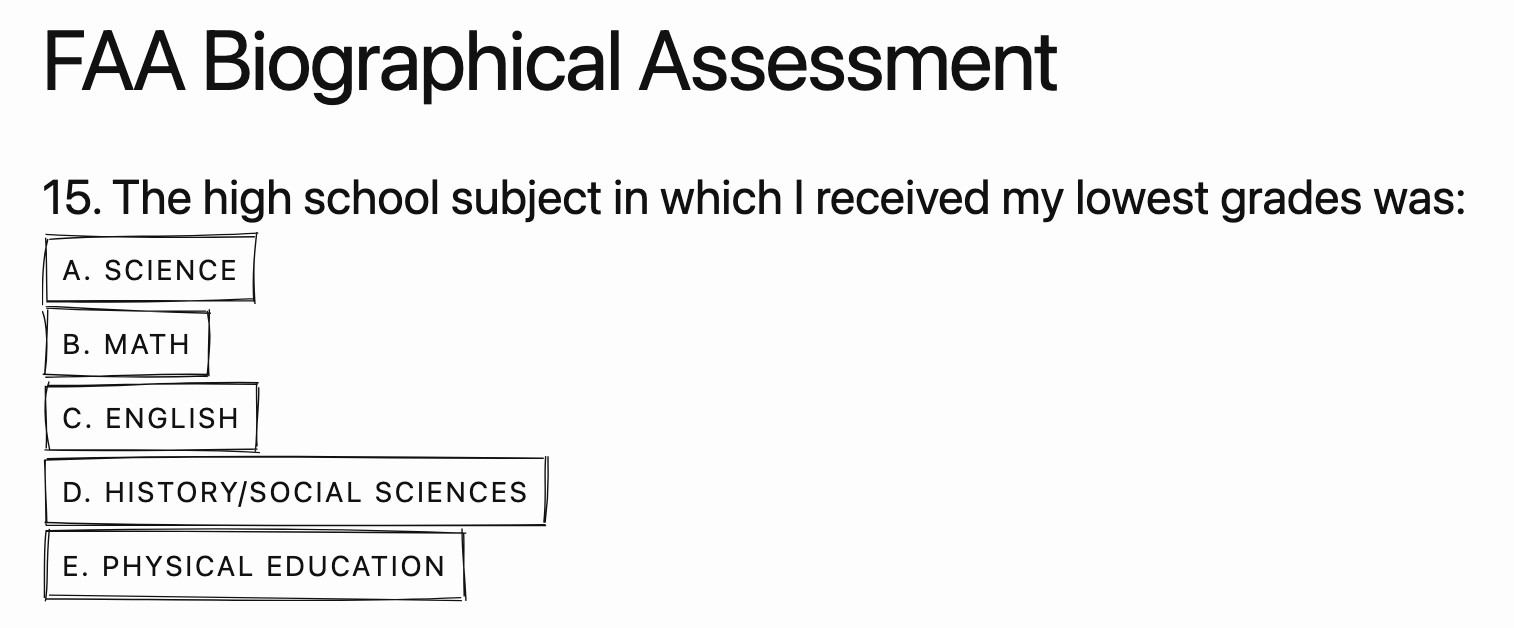 FAA Biographical Assessment
15. The high school subject in which I received my lowest grades was:
A. SCIENCE
B. MATH
C. ENGLISH
D. HISTORY/SOCIAL SCIENCES
E. PHYSICAL EDUCATION